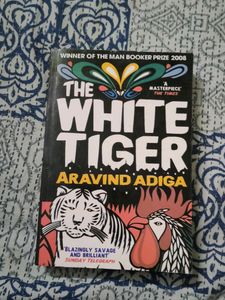 WINNER OF THE MAN BOOKER PRIZE 2008
'A
MASTERPIECE'
THE TIMES
THE
WHITE
TIGER
ARAVIND ADIGA
'BLAZINGLY SAVAGE
AND BRILLIANT'
SUNDAY TELEGRAPH